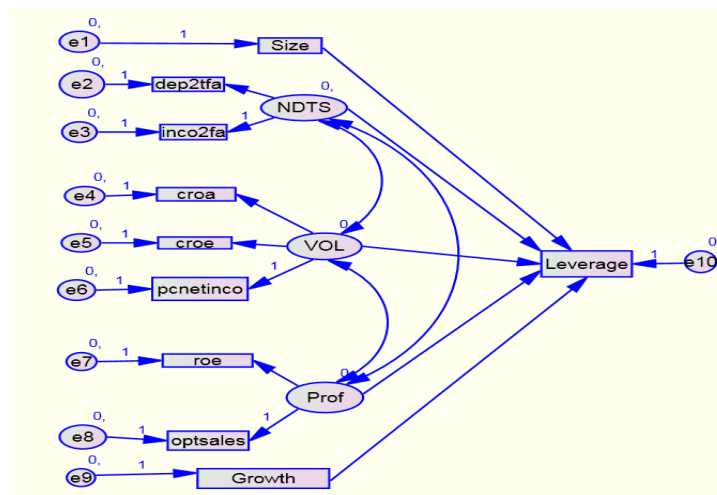 0,
e1
1
Size
0,
e2
1
dep2tfa
0,
NDTS
0,
e3
1
inco2fa
1
0,
e4
1
croa
0,
e5
1
croe
0,
VOL
0,
e6
1
pcnetinco
1
Leverage
1
0,
e10
0,
e7
1
roe
0,
Prof
0,
e8
1
optsales
1
0,
e9
1
Growth